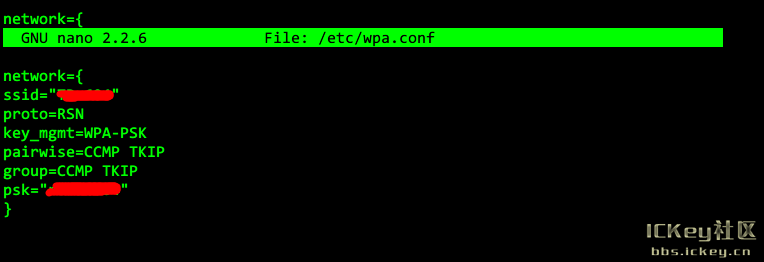 network={
GNU nano 2.2.6 File: /etc/wpa.conf
network={
ssid=""
proto=RSN
key_mgmt=WPA-PSK
pairwise=CCMP TKIP
group=CCMP TKIP
psk=""
}
ICKey社区
bbs.ickey.cn